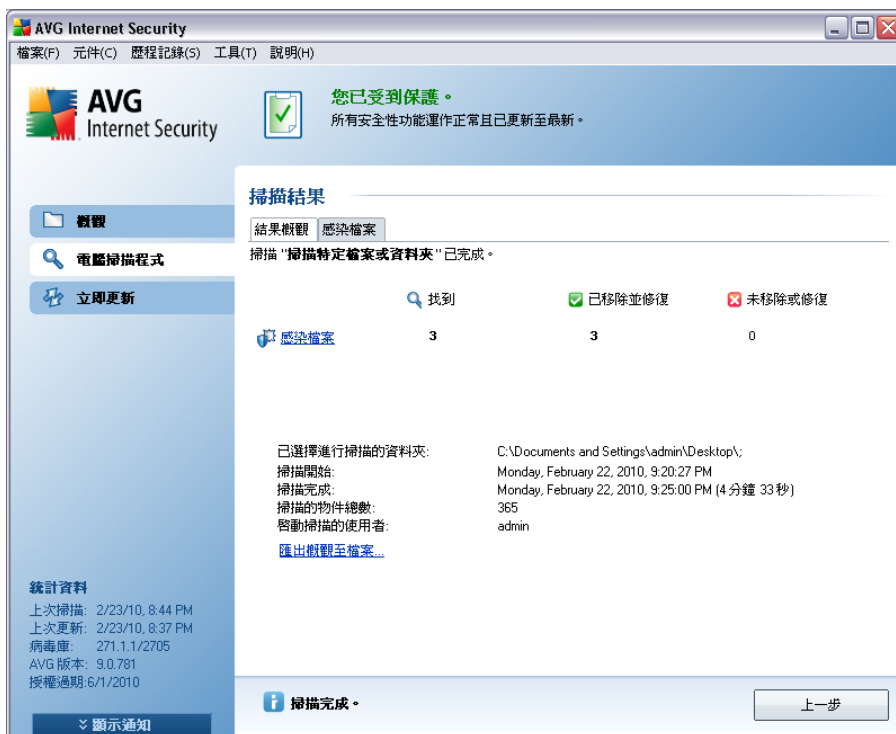 AVG Internet Security
檔案(F) 元件(C) 歷程記錄(S) 工具(T) 說明(H)
AVG
Internet Security
您已受到保護。
所有安全性功能運作正常且已更新至最新。
概觀
電腦掃描程式
立即更新
掃描結果
結果概觀 感染檔案
掃描 "掃描特定檔案或資料夾" 已完成。
找到 已移除並修復 未移除或修復
感染檔案 3 3 0
已選擇進行掃描的資料夾: C:\Documents and Settings\admin\Desktop\;
掃描開始: Monday, February 22, 2010, 9:20:27 PM
掃描完成: Monday, February 22, 2010, 9:25:00 PM (4 分鐘 33 秒)
掃描的物件總數: 365
啓動掃描的使用者: admin
匯出概觀至檔案...
統計資料
上次掃描: 2/23/10, 8:44 PM
上次更新: 2/23/10, 8:37 PM
病毒庫: 271.1.1/2705
AVG 版本: 9.0.781
授權過期:6/1/2010
顯示通知
掃描完成。
上一步